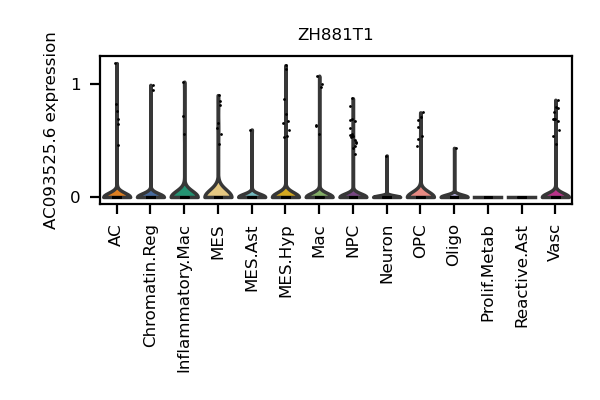 ZH881T1
AC093525.6 expression
1
0
AC
Chromatin.Reg
Inflammatory.Mac
MES
MES.Ast
MES.Hyp
Mac
NPC
Neuron
OPC
Oligo
Prolif.Metab
Reactive.Ast
Vasc